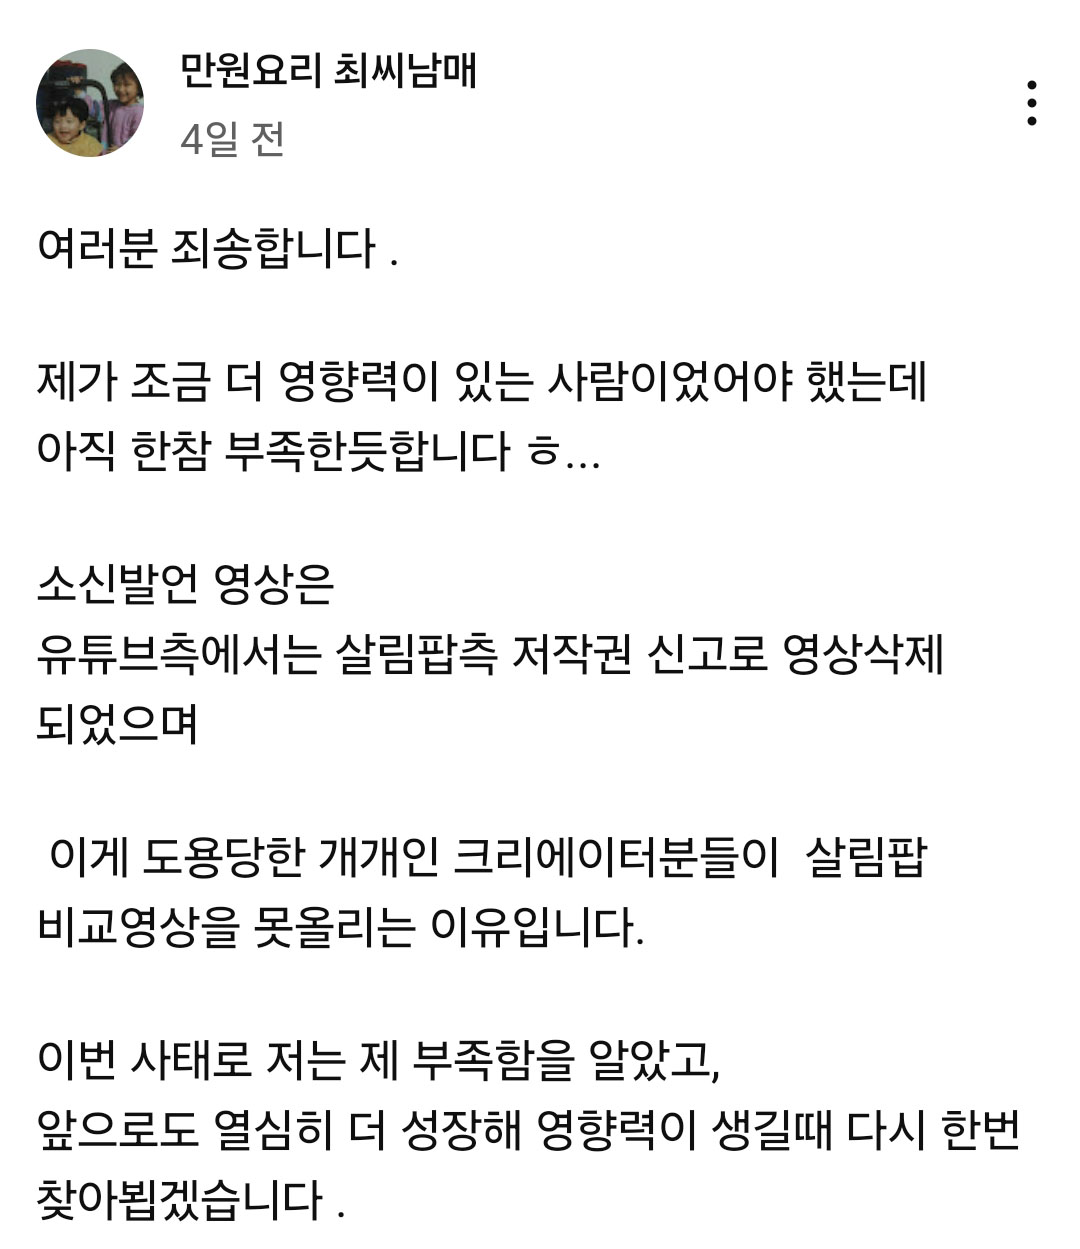 만원요리 최씨남매
4일 전
여러분 죄송합니다 .
제가 조금 더 영향력이 있는 사람이었어야 했는데
아직 한참 부족한듯합니다 ㅎ...
소신발언 영상은
유튜브측에서는 살림팝측 저작권 신고로 영상삭제
되었으며
이게 도용당한 개개인 크리에이터분들이  살림팝
비교영상을 못올리는 이유입니다.
이번 사태로 저는 제 부족함을 알았고,
앞으로도 열심히 더 성장해 영향력이 생길때 다시 한번
찾아뵙겠습니다 .